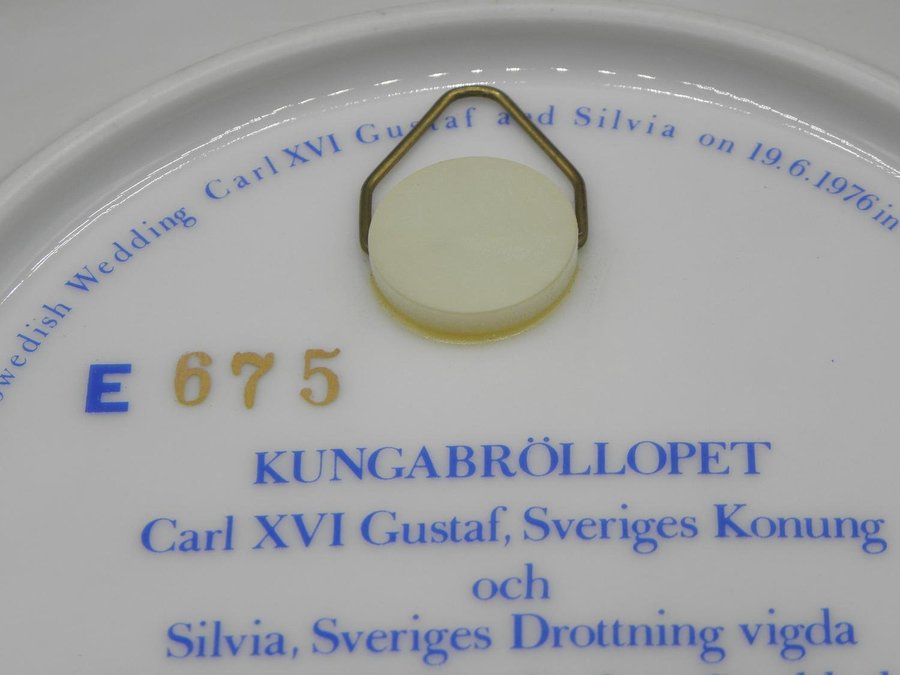 Wedding Carl XVI Gustaf and Silvia on 19.6.1976 in
E 675
KUNGABRÖLLOPET
Carl XVI Gustaf, Sveriges Konung
och
Silvia, Sveriges Drottning vigda